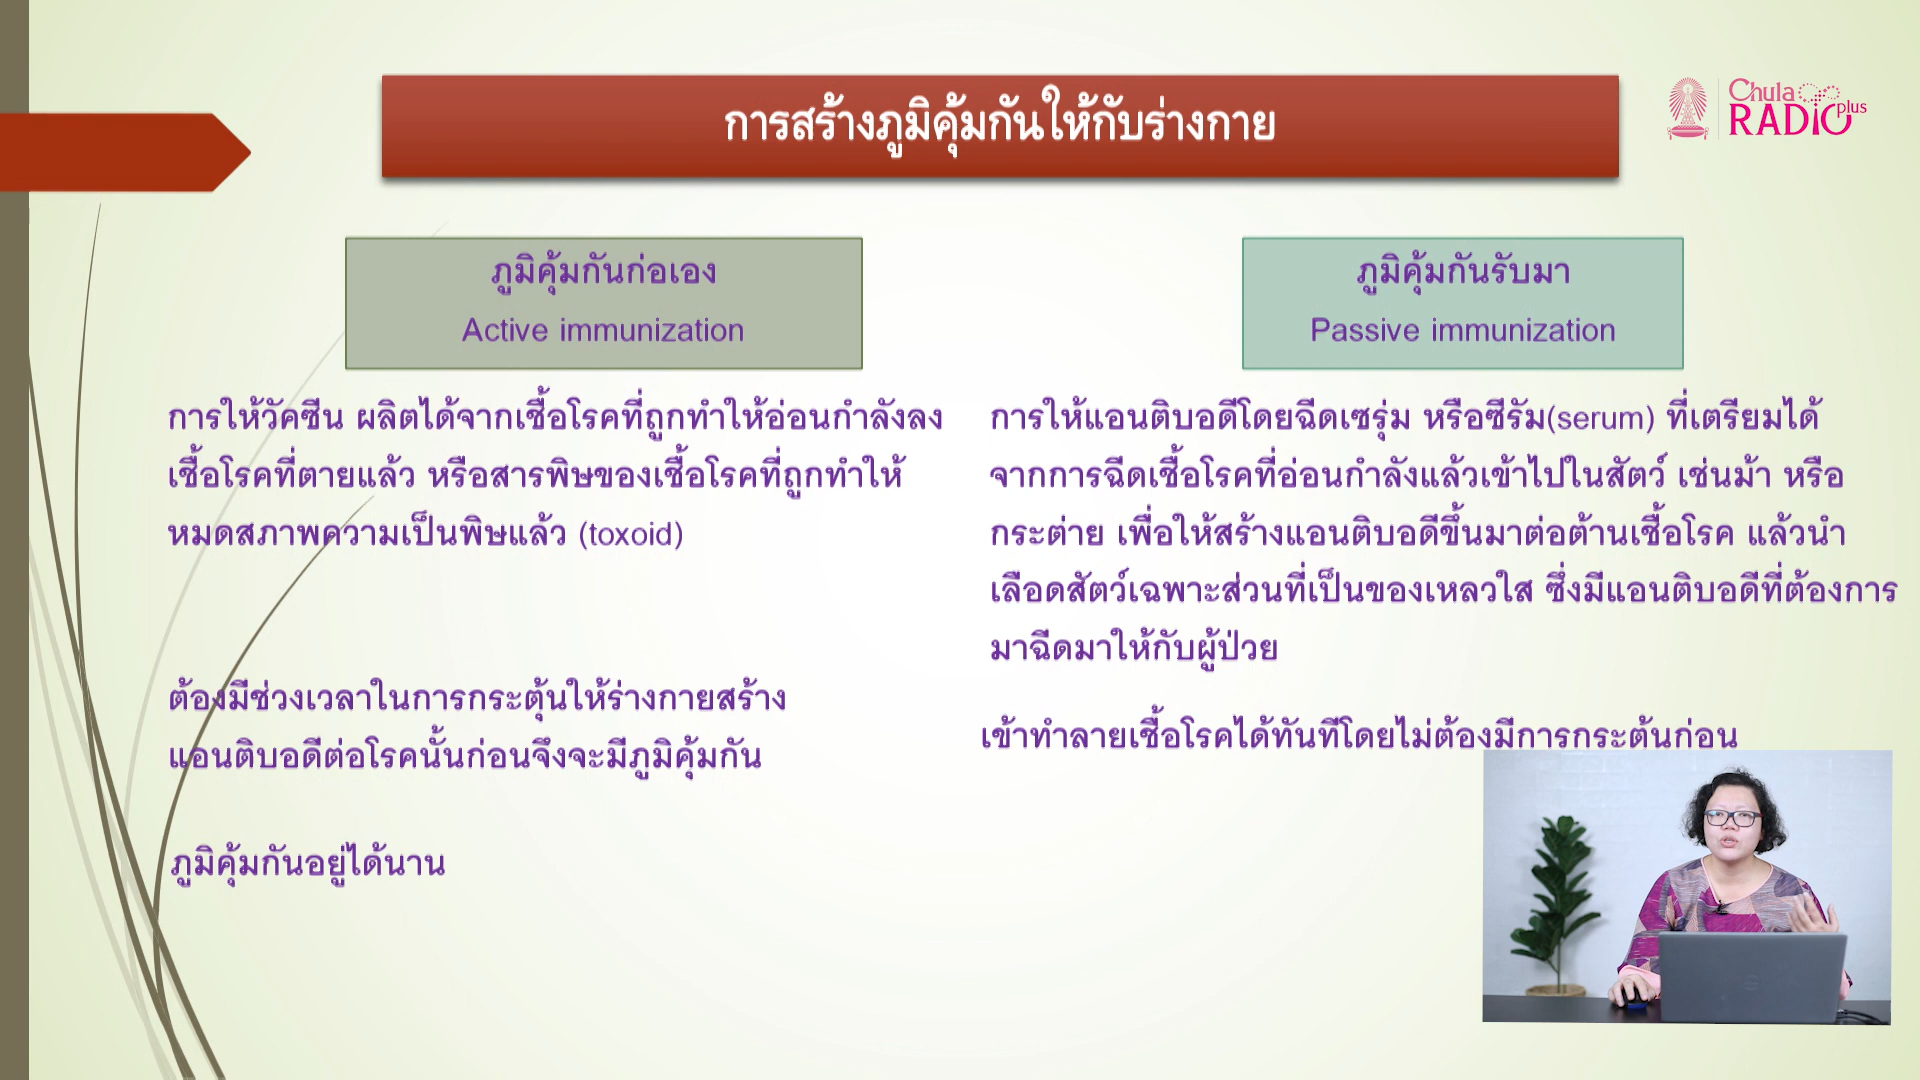 การสร้างภูมิคุ้มกันให้กับร่างกาย
Chula
RADIO plus
ภูมิคุ้มกันก่อเอง
Active immunization
การให้วัคซีน ผลิตได้จากเชื้อโรคที่ถูกทำให้อ่อนกำลังลง
เชื้อโรคที่ตายแล้ว หรือสารพิษของเชื้อโรคที่ถูกทำให้
หมดสภาพความเป็นพิษแล้ว (toxoid)
ต้องมีช่วงเวลาในการกระตุ้นให้ร่างกายสร้าง
แอนติบอดีต่อโรคนั้นก่อนจึงจะมีภูมิคุ้มกัน
ภูมิคุ้มกันอยู่ได้นาน
ภูมิคุ้มกันรับมา
Passive immunization
การให้แอนติบอดีโดยฉีดเซรุ่ม หรือซีรัม(serum) ที่เตรียมได้
จากการฉีดเชื้อโรคที่อ่อนกำลังแล้วเข้าไปในสัตว์ เช่นม้า หรือ
กระต่าย เพื่อให้สร้างแอนติบอดีขึ้นมาต่อต้านเชื้อโรค แล้วนำ
เลือดสัตว์เฉพาะส่วนที่เป็นของเหลวใส ซึ่งมีแอนติบอดีที่ต้องการ
มาฉีดมาให้กับผู้ป่วย
เข้าทำลายเชื้อโรคได้ทันทีโดยไม่ต้องมีการกระตุ้นก่อน